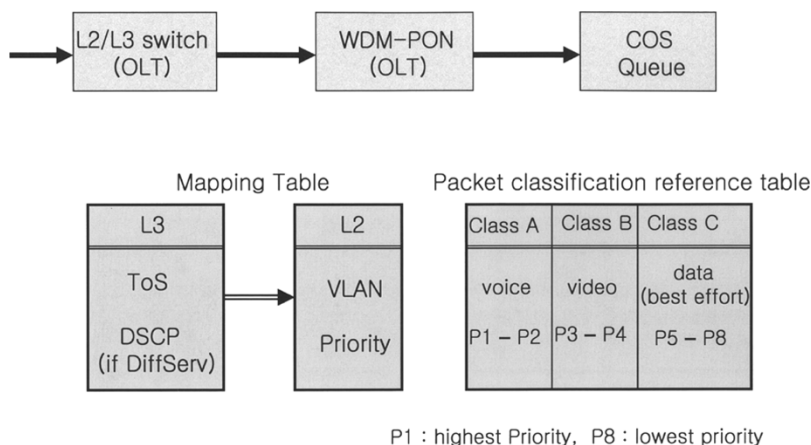 L2/L3 switch
(OLT)
WDM-PON
(OLT)
COS
Queue
Mapping Table
L3
ToS
DSCP
(if DiffServ)
L2
VLAN
Priority
Packet classification reference table
Class A
Class B
Class C
voice
video
data
(best effort)
P1 - P2
P3 - P4
P5 - P8
P1 : highest Priority, P8 : lowest priority